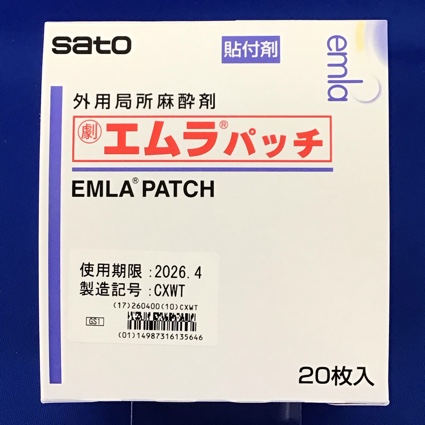 sato
貼付剤
emla
外用局所麻酔剤
劇 エムラ®パッチ
EMLA® PATCH
使用期限 :2026.4
製造記号 :CXWT
(17)260400(10)CXWT
GS1
(01)14987316135646
20枚入